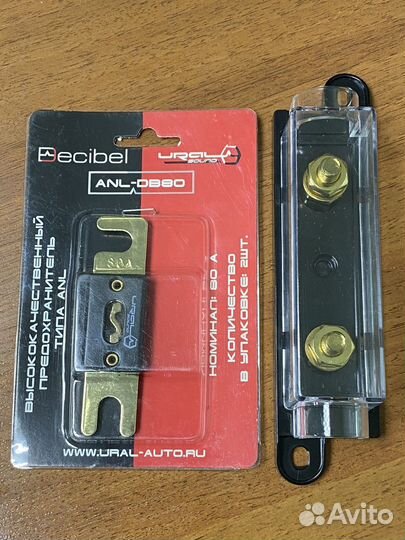 Decibel
URAL
SOUND
ANL-DB80
80A
URAL
ВЫСОКОКАЧЕСТВЕННЫЙ
ПРЕДОХРАНИТЕЛЬ
ТИПА ANL
НОМИНАЛ: 80 А
КОЛИЧЕСТВО
В УПАКОВКЕ: 2ШТ.
WWW.URAL-AUTO.RU
Avito